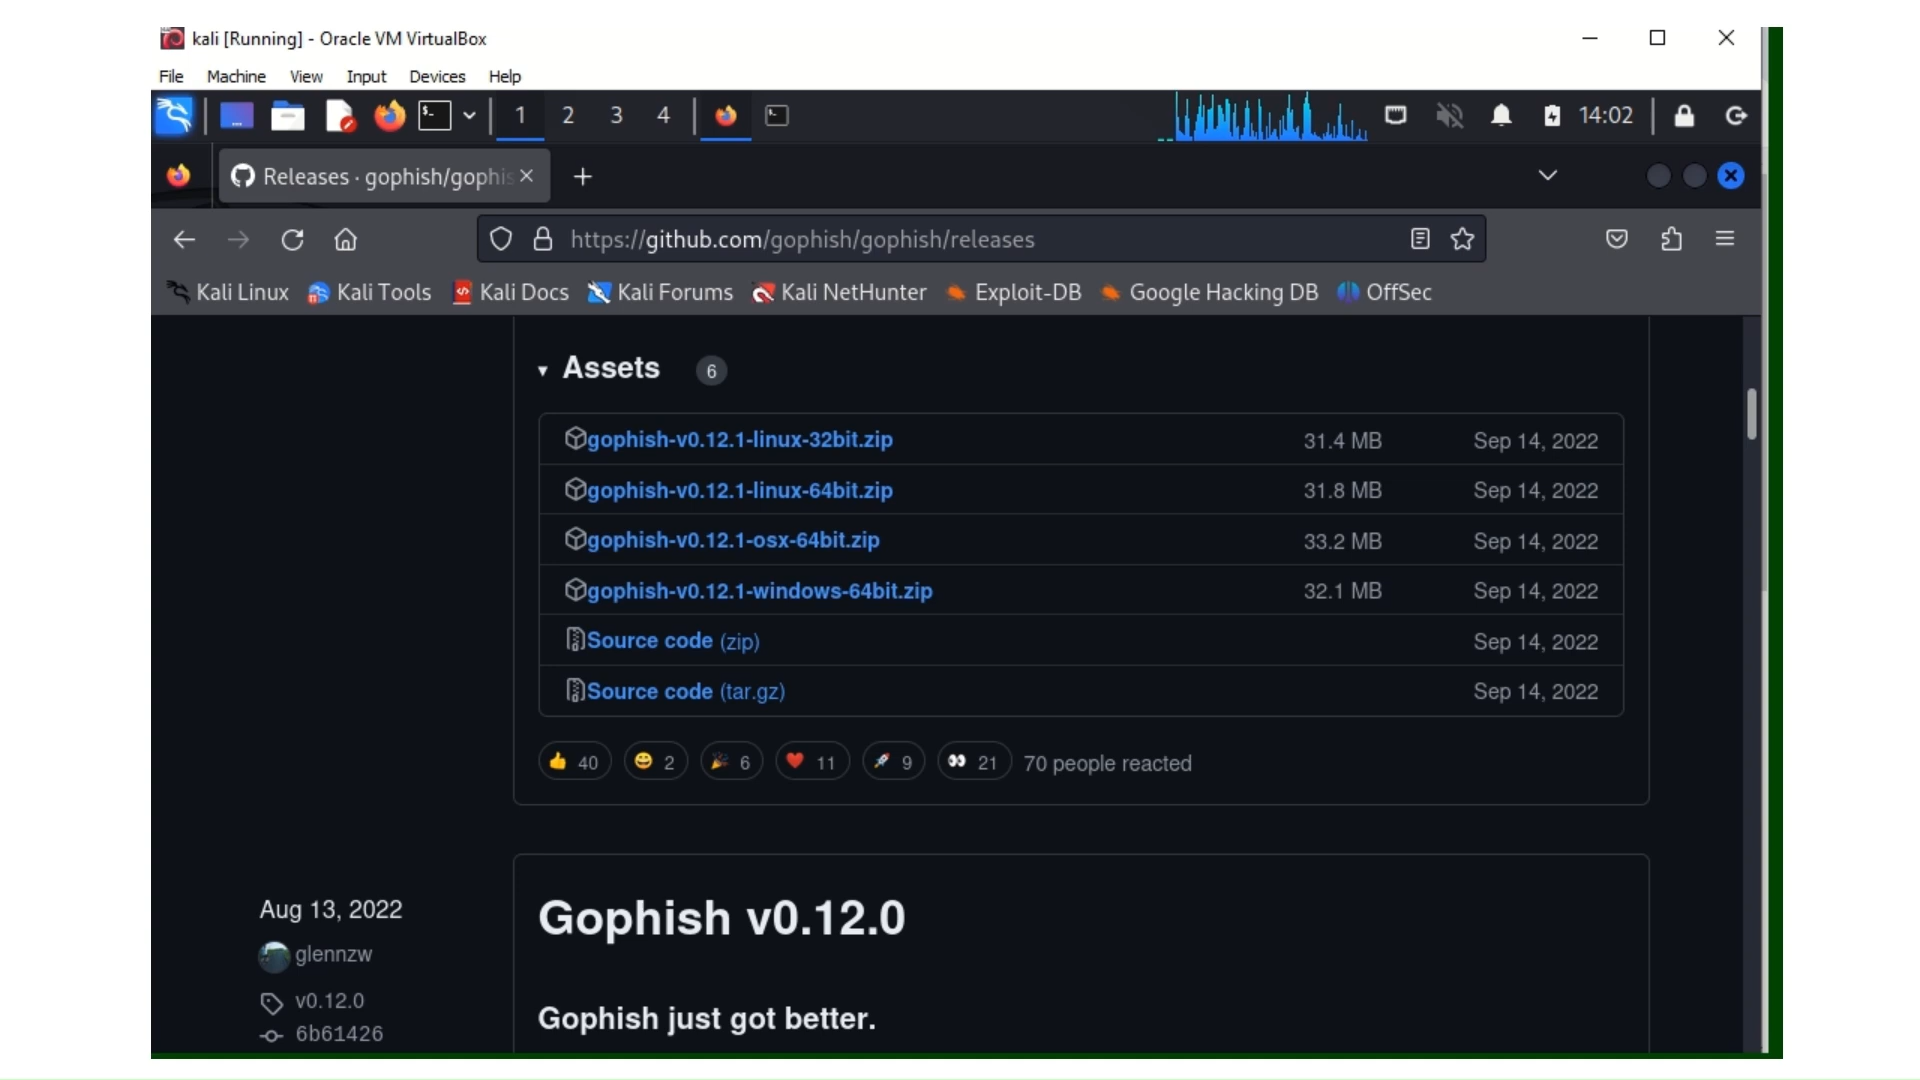 kali [Running] - Oracle VM VirtualBox
File Machine View Input Devices Help
1 2 3 4 14:02
Releases · gophish/gophis
https://github.com/gophish/gophish/releases
Kali Linux Kali Tools Kali Docs Kali Forums Kali NetHunter Exploit-DB Google Hacking DB OffSec
Assets 6
gophish-v0.12.1-linux-32bit.zip 31.4 MB Sep 14, 2022
gophish-v0.12.1-linux-64bit.zip 31.8 MB Sep 14, 2022
gophish-v0.12.1-osx-64bit.zip 33.2 MB Sep 14, 2022
gophish-v0.12.1-windows-64bit.zip 32.1 MB Sep 14, 2022
Source code (zip) Sep 14, 2022
Source code (tar.gz) Sep 14, 2022
40 2 6 11 9 21 70 people reacted
Aug 13, 2022
glennzw
v0.12.0
6b61426
Gophish v0.12.0
Gophish just got better.